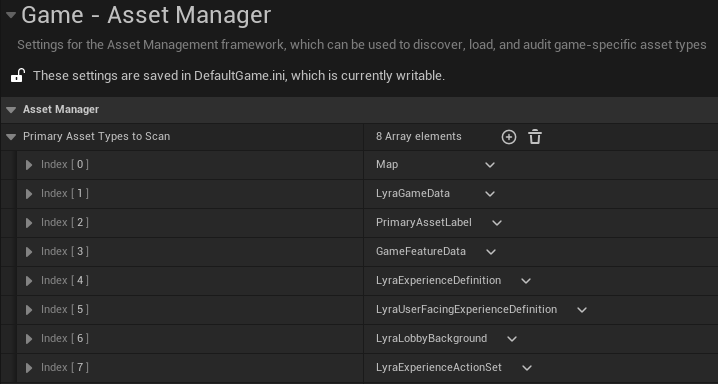 Game - Asset Manager
Settings for the Asset Management framework, which can be used to discover, load, and audit game-specific asset types
These settings are saved in DefaultGame.ini, which is currently writable.
Asset Manager
Primary Asset Types to Scan 8 Array elements
Index [ 0 ] Map
Index [ 1 ] LyraGameData
Index [ 2 ] PrimaryAssetLabel
Index [ 3 ] GameFeatureData
Index [ 4 ] LyraExperienceDefinition
Index [ 5 ] LyraUserFacingExperienceDefinition
Index [ 6 ] LyraLobbyBackground
Index [ 7 ] LyraExperienceActionSet